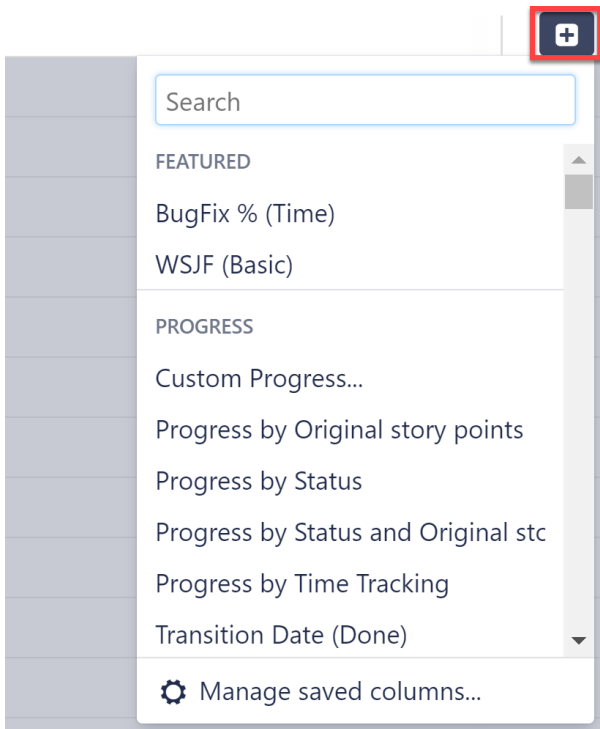 Search
FEATURED
BugFix % (Time)
WSJF (Basic)
PROGRESS
Custom Progress...
Progress by Original story points
Progress by Status
Progress by Status and Original stc
Progress by Time Tracking
Transition Date (Done)
Manage saved columns...